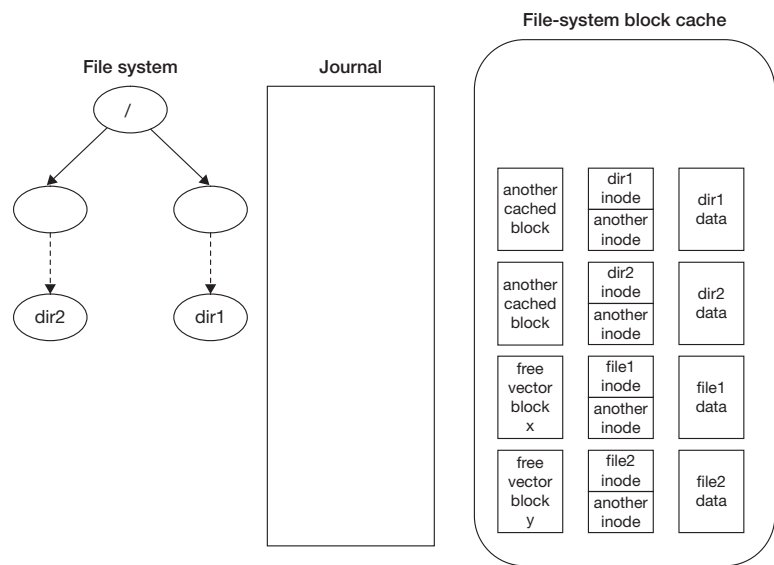 File-system block cache
File system
Journal
/
dir2
dir1
another
cached
block
dir1
inode
another
inode
dir1
data
another
cached
block
dir2
inode
another
inode
dir2
data
free
vector
block
x
file1
inode
another
inode
file1
data
free
vector
block
y
file2
inode
another
inode
file2
data